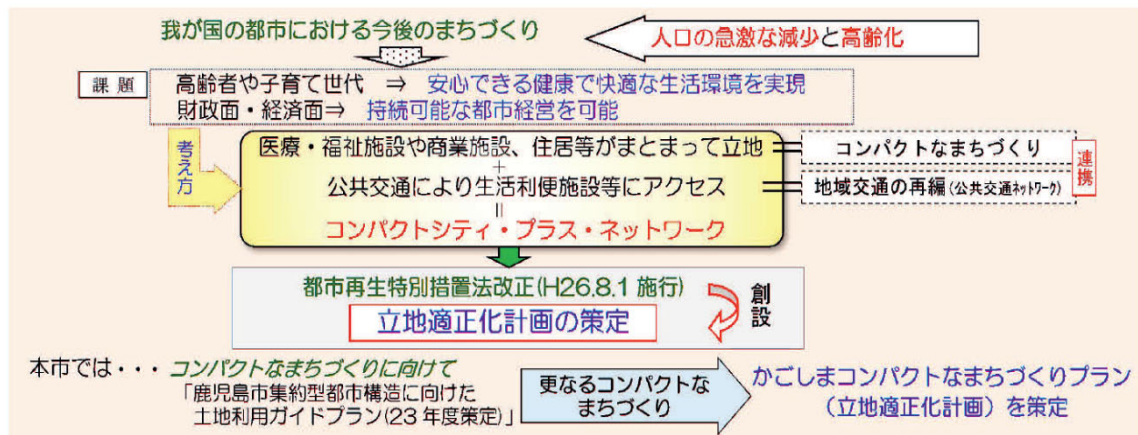 我が国の都市における今後のまちづくり
人口の急激な減少と高齢化
課題
高齢者や子育て世代 ⇒ 安心できる健康で快適な生活環境を実現
財政面・経済面⇒ 持続可能な都市経営を可能
考え方
医療・福祉施設や商業施設、住居等がまとまって立地
+
公共交通により生活利便施設等にアクセス
=
コンパクトシティ・プラス・ネットワーク
コンパクトなまちづくり
地域交通の再編(公共交通ネットワーク)
連携
都市再生特別措置法改正(H26.8.1 施行)
立地適正化計画の策定
創設
本市では・・・ コンパクトなまちづくりに向けて
「鹿児島市集約型都市構造に向けた
土地利用ガイドプラン(23 年度策定)」
更なるコンパクトな
まちづくり
かごしまコンパクトなまちづくりプラン
(立地適正化計画)を策定